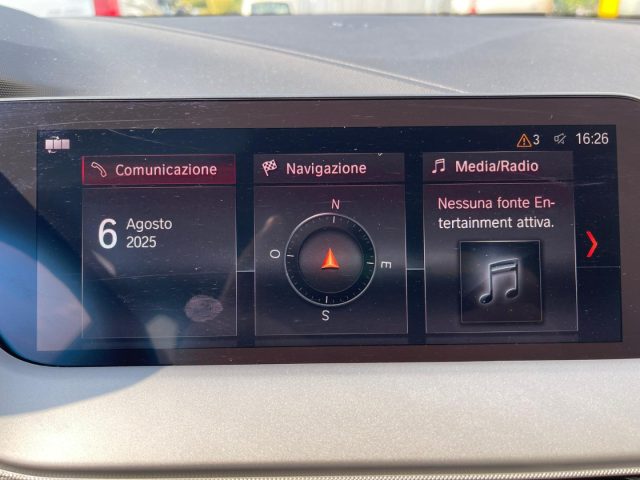 3 16:26
Comunicazione
Navigazione
Media/Radio
6 Agosto
2025
N
O
E
S
Nessuna fonte En-
tertainment attiva.